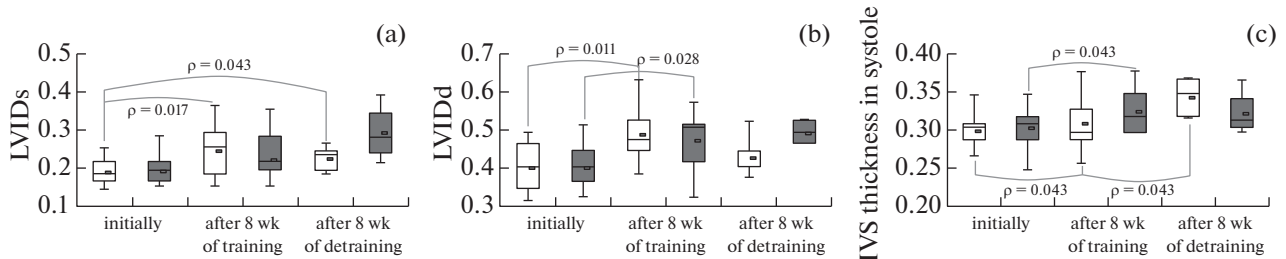 (a)
LVIDs
0.5
0.4
0.3
0.2
0.1
ρ = 0.043
ρ = 0.017
initially
after 8 wk
of training
after 8 wk
of detraining
(b)
LVIDd
0.7
0.6
0.5
0.4
0.3
ρ = 0.011
ρ = 0.028
initially
after 8 wk
of training
after 8 wk
of detraining
(c)
IVS thickness in systole
0.40
0.35
0.30
0.25
0.20
ρ = 0.043
ρ = 0.043
ρ = 0.043
initially
after 8 wk
of training
after 8 wk
of detraining